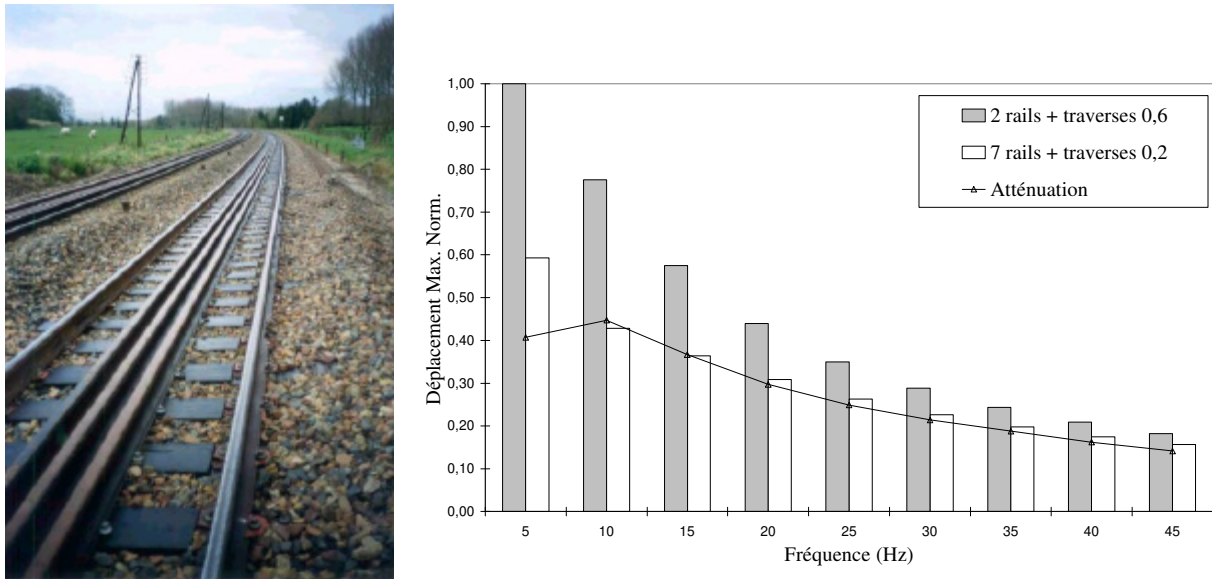 1,00
0,90
0,80
0,70
0,60
0,50
0,40
0,30
0,20
0,10
0,00
Déplacement Max. Norm.
2 rails + traverses 0,6
7 rails + traverses 0,2
Atténuation
5 10 15 20 25 30 35 40 45
Fréquence (Hz)